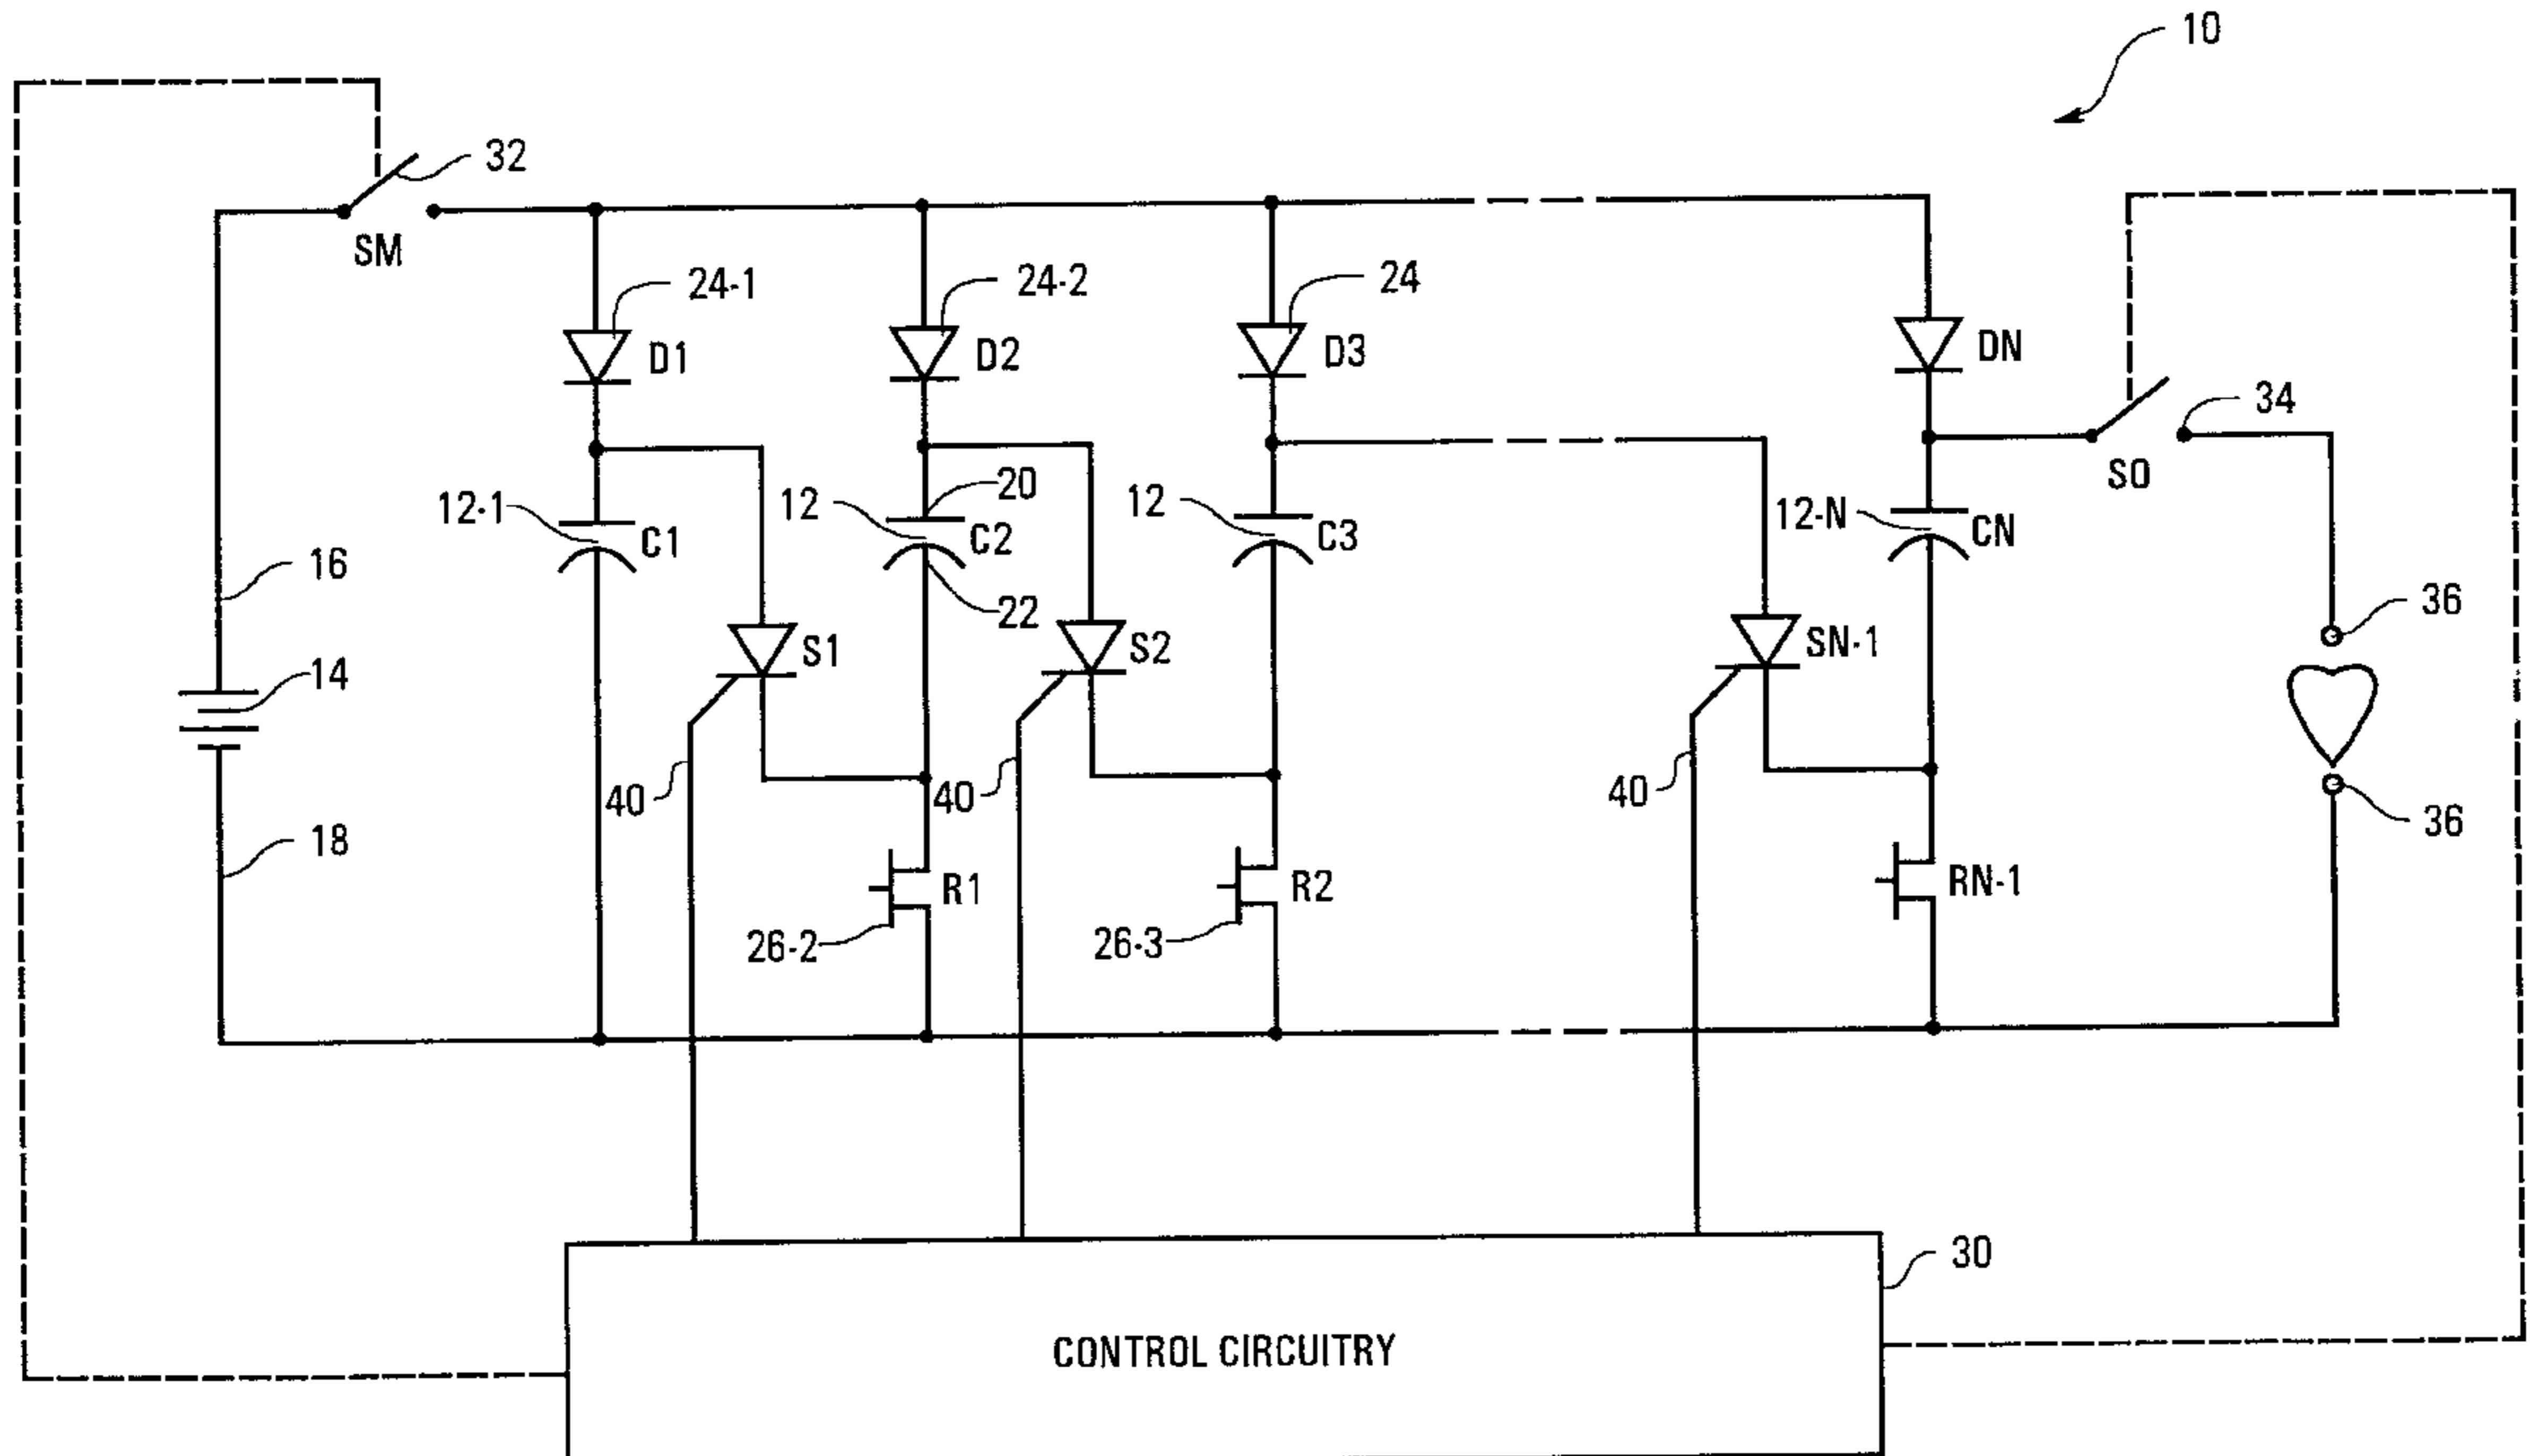 10
32
SM
24-1
24-2
24
D1
D2
D3
DN
34
SO
12-1
C1
12
20
C2
12
C3
12-N
CN
16
22
36
S1
S2
SN-1
14
40
40
40
36
18
R1
R2
RN-1
26-2
26-3
30
CONTROL CIRCUITRY